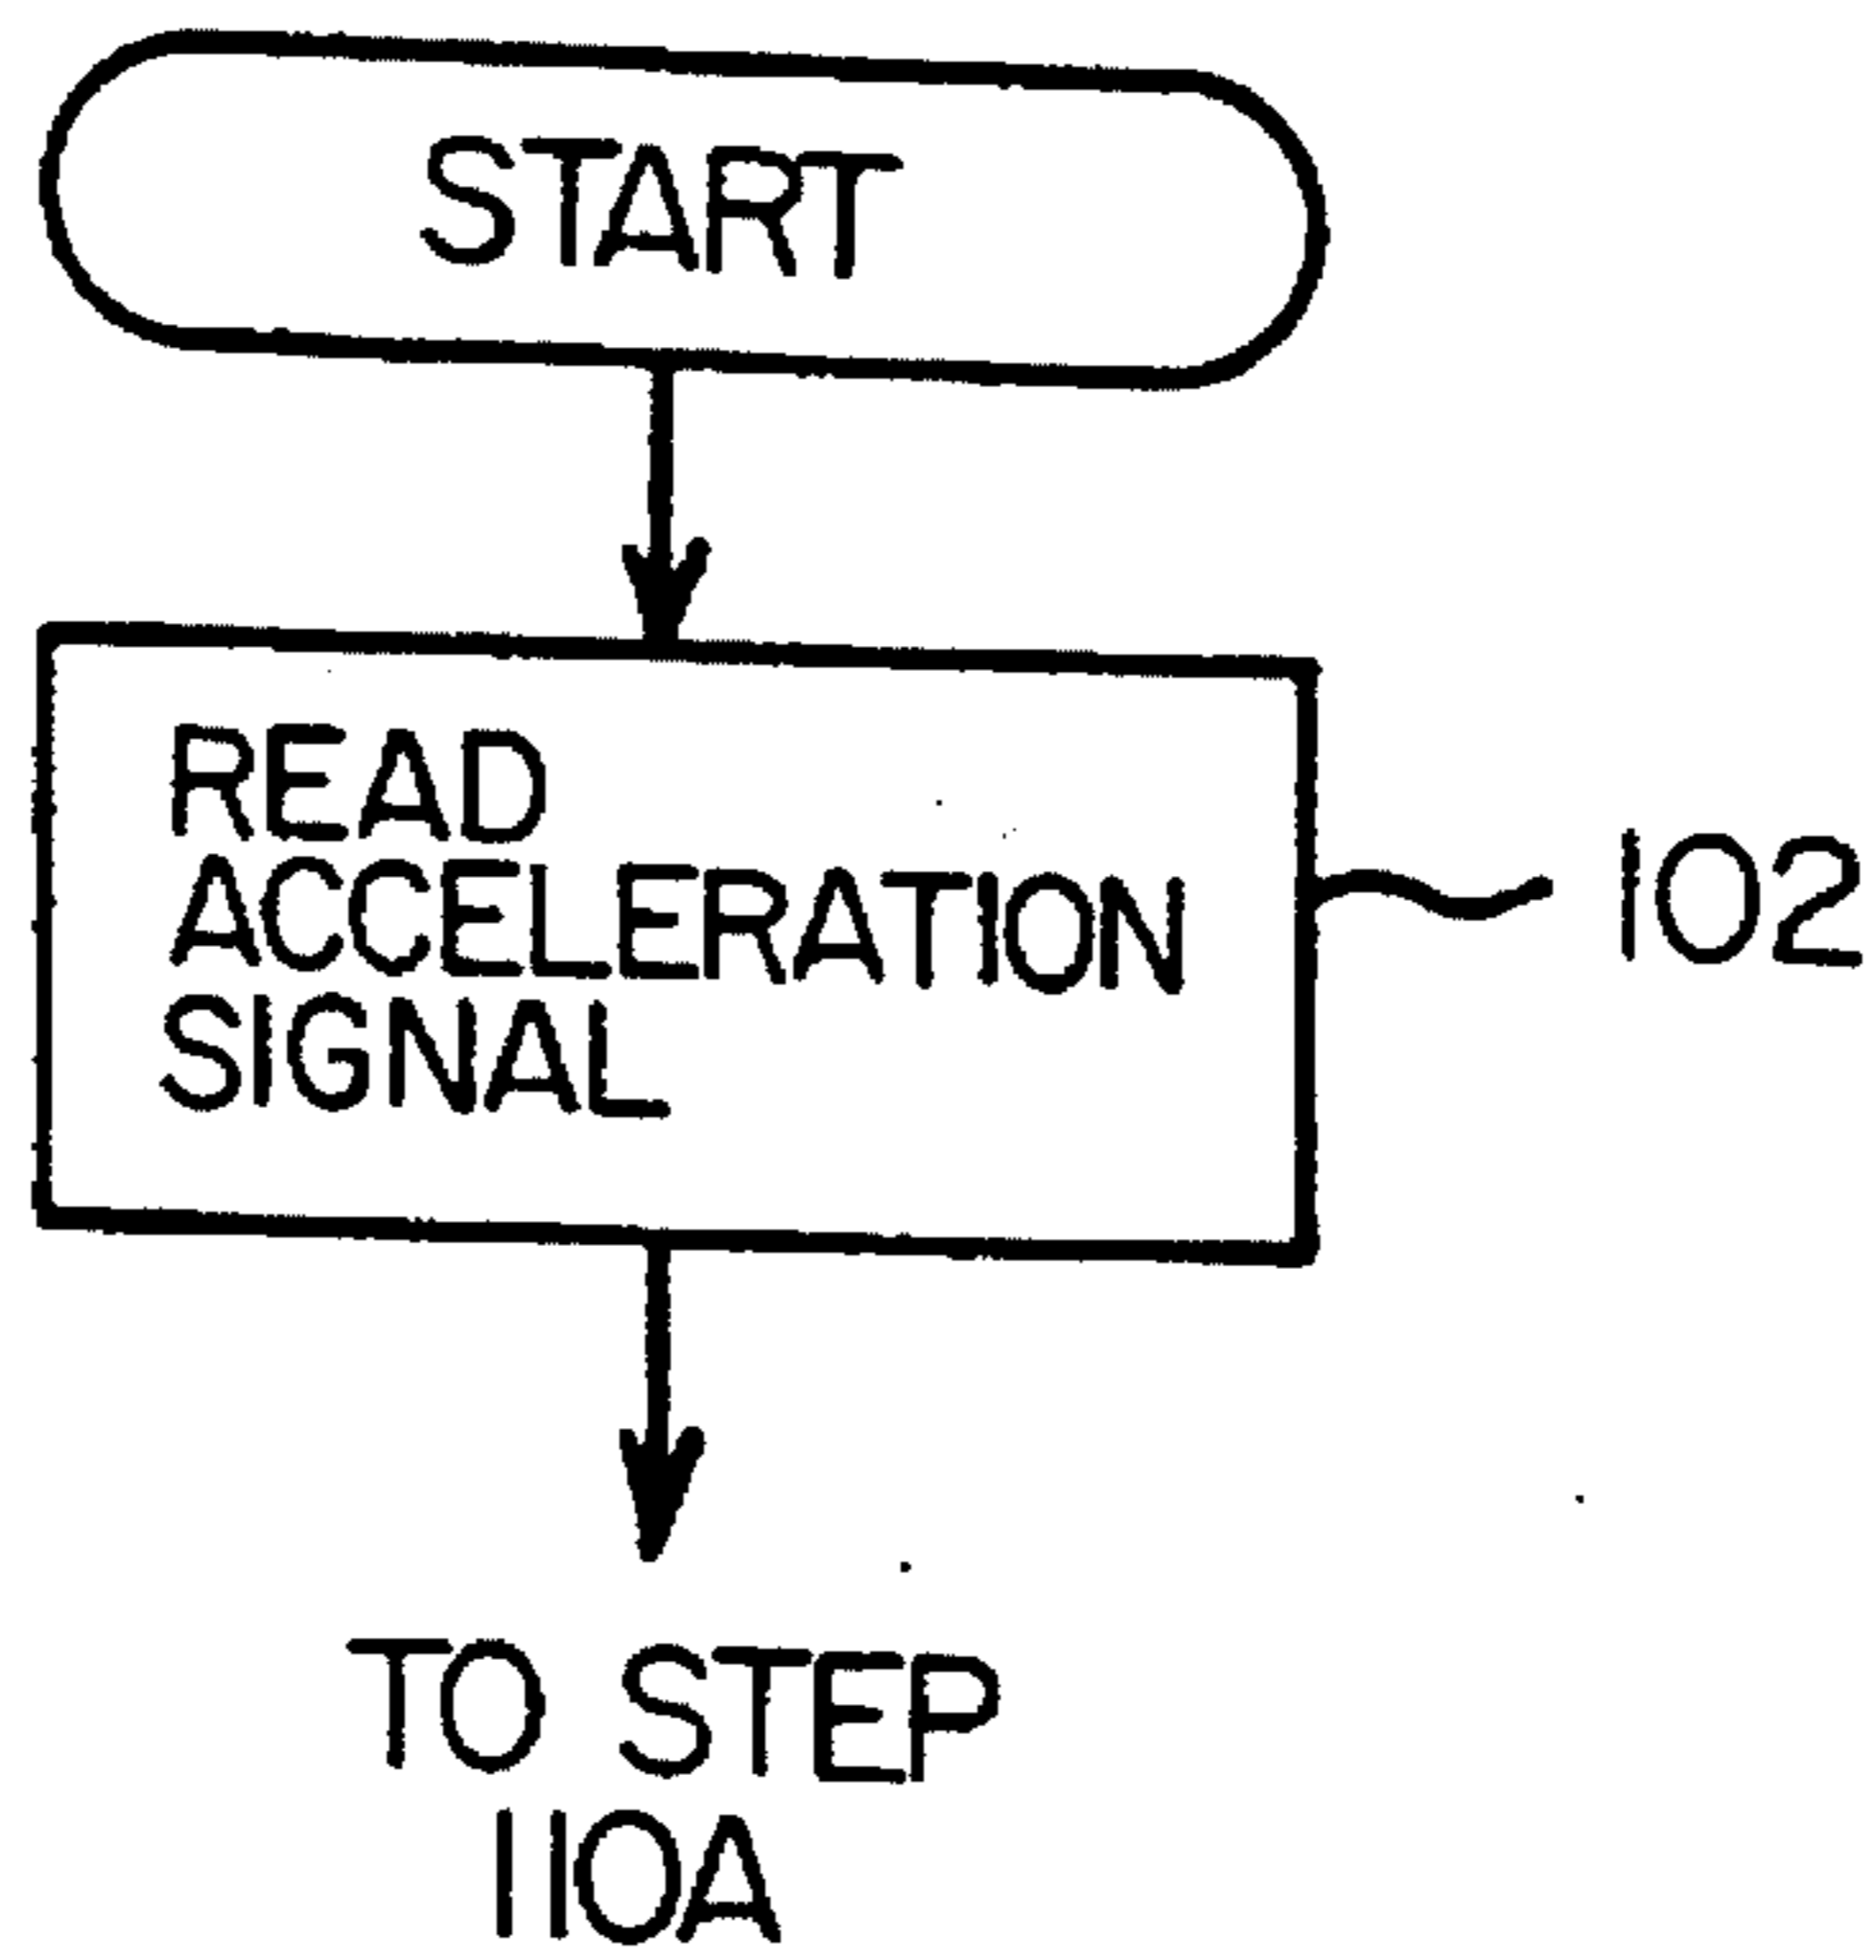 START
READ
ACCELERATION
SIGNAL
102
TO STEP
110A